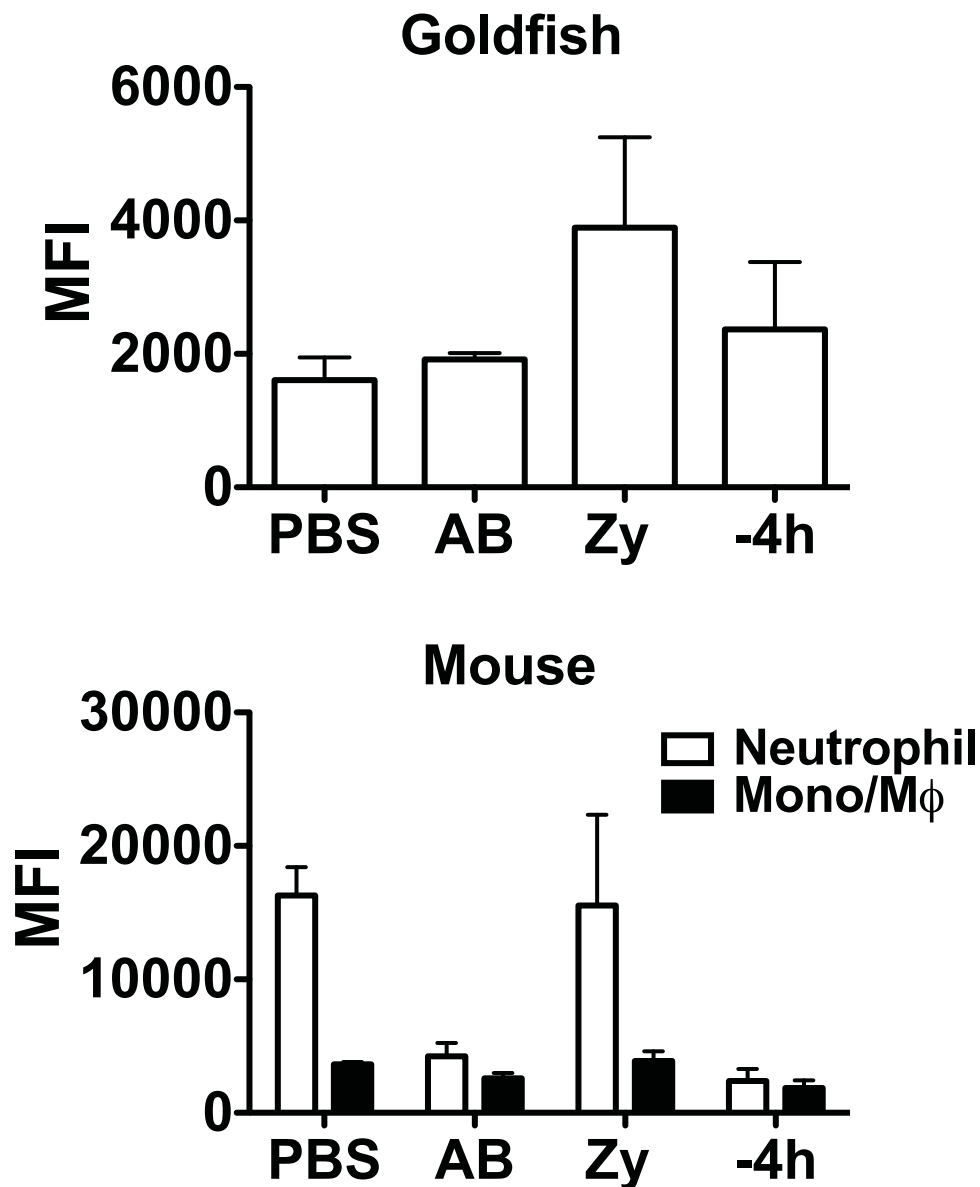 Goldfish
MFI
6000
4000
2000
0
PBS AB Zy -4h
Mouse
MFI
30000
20000
10000
0
Neutrophil
Mono/Mϕ
PBS AB Zy -4h